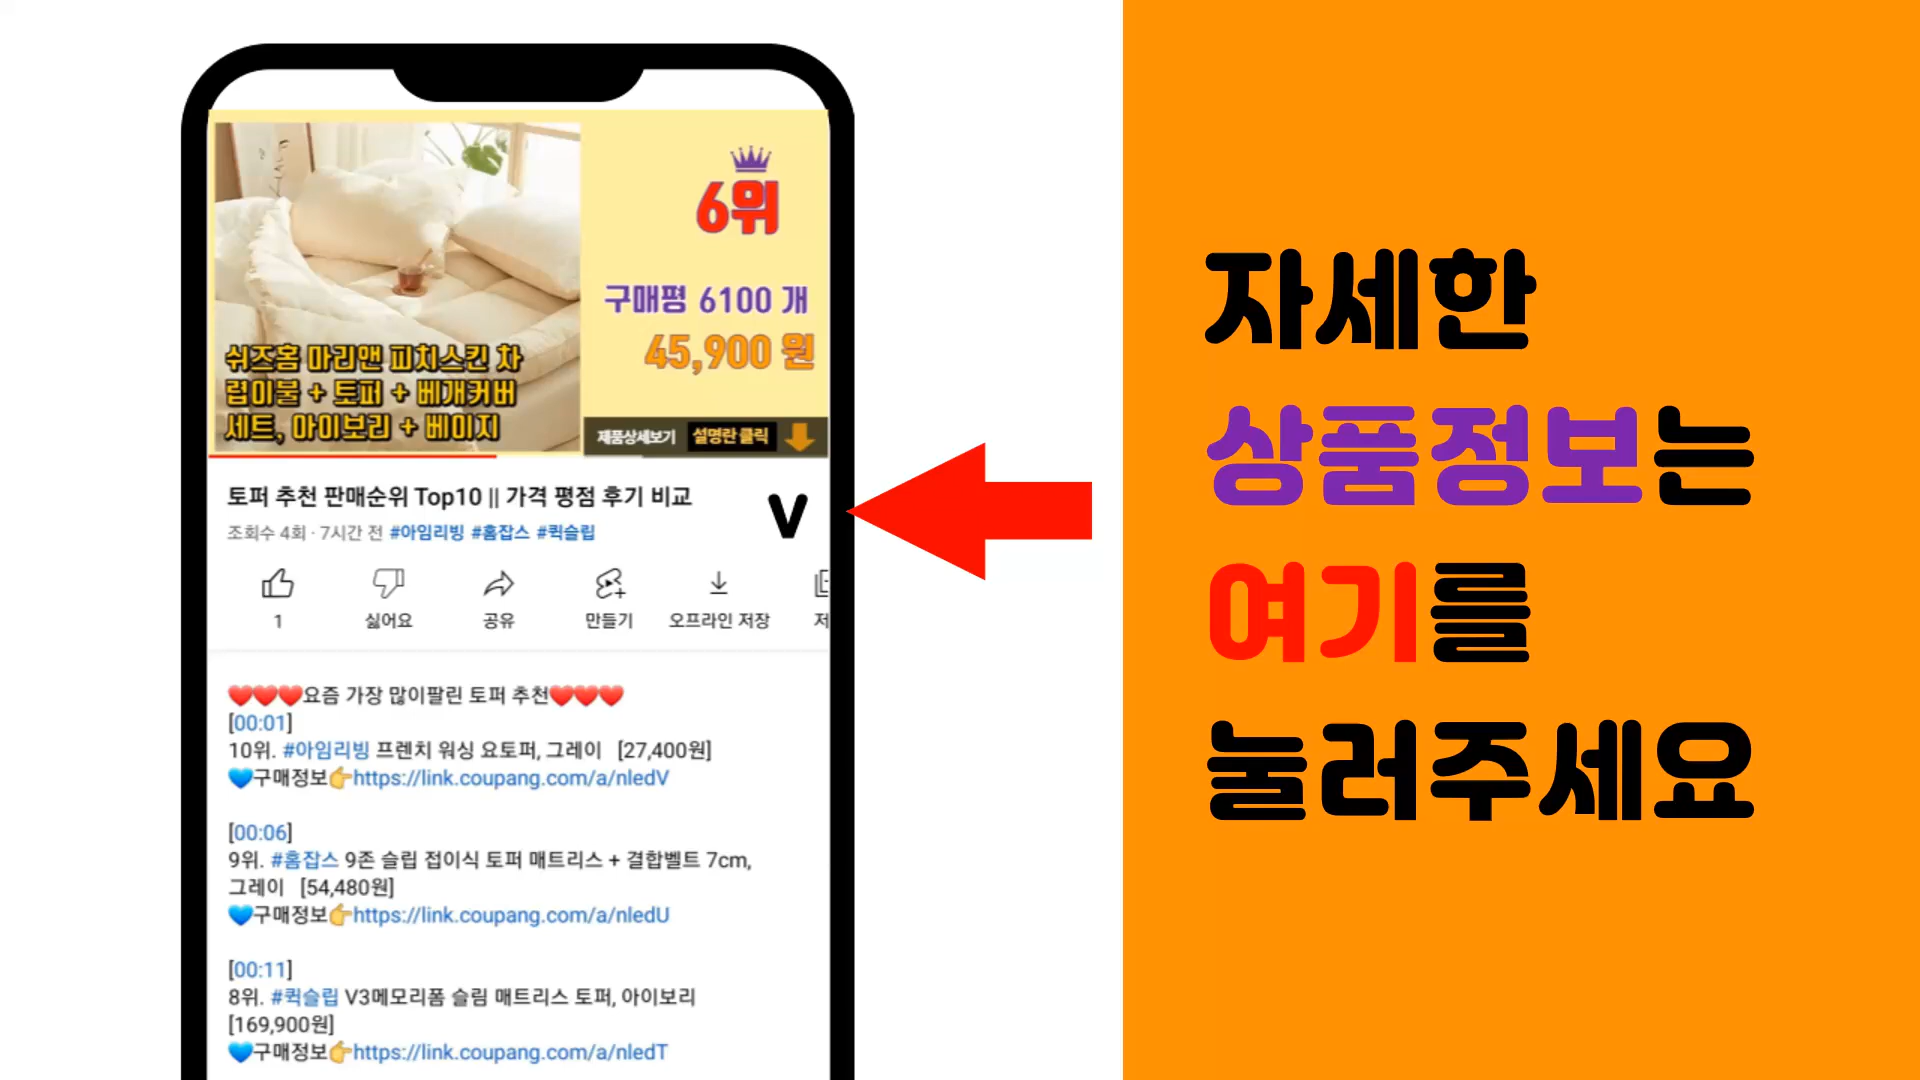 6위
구매평 6100 개
45,900 원
쉬즈홈 마리앤 피치스킨 차
렵이불 + 토퍼 + 베개커버
세트, 아이보리 + 베이지
제품상세보기 설명란 클릭
토퍼 추천 판매순위 Top10 || 가격 평점 후기 비교
V
조회수 4회 · 7시간 전 #아임리빙 #홈잡스 #퀵슬립
1 싫어요 공유 만들기 오프라인 저장 저
❤️❤️❤️요즘 가장 많이팔린 토퍼 추천❤️❤️❤️
[00:01]
10위. #아임리빙 프렌치 워싱 요토퍼, 그레이 [27,400원]
💙구매정보👉https://link.coupang.com/a/nledV
[00:06]
9위. #홈잡스 9존 슬립 접이식 토퍼 매트리스 + 결합벨트 7cm,
그레이 [54,480원]
💙구매정보👉https://link.coupang.com/a/nledU
[00:11]
8위. #퀵슬립 V3메모리폼 슬림 매트리스 토퍼, 아이보리
[169,900원]
💙구매정보👉https://link.coupang.com/a/nledT
자세한
상품정보는
여기를
눌러주세요